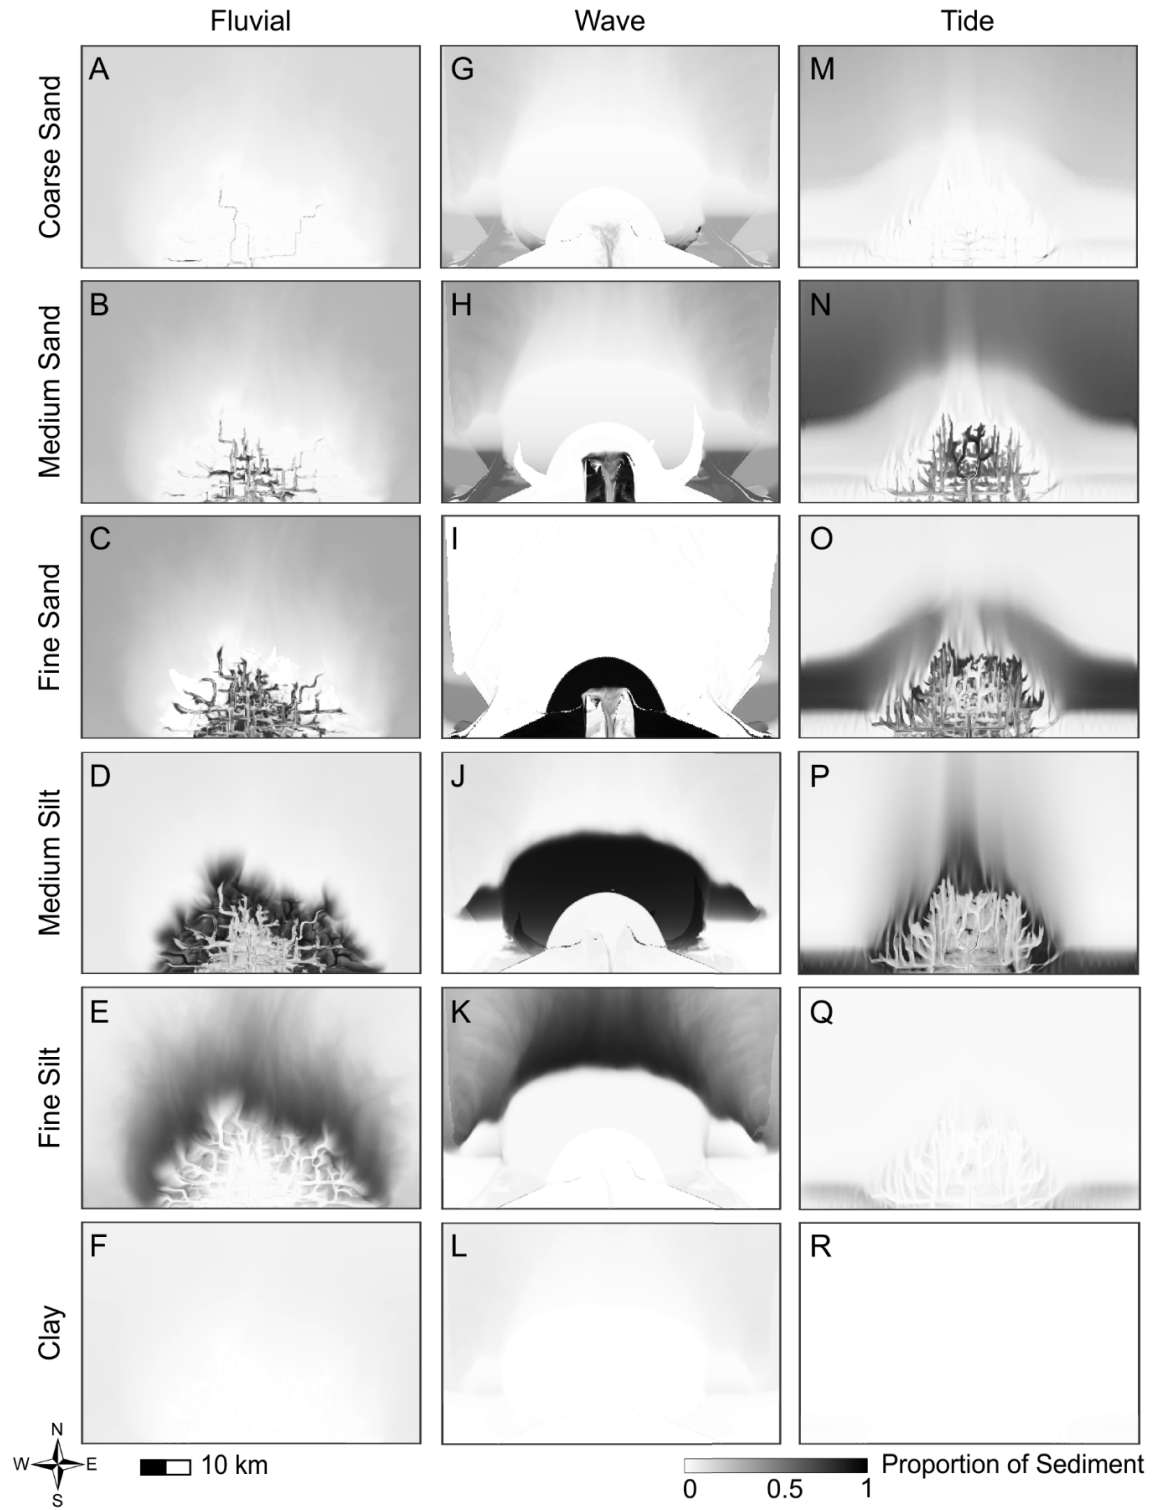 Fluvial Wave Tide
Coarse Sand
A G M
Medium Sand
B H N
Fine Sand
C I O
Medium Silt
D J P
Fine Silt
E K Q
Clay
F L R
N
W E
S
10 km
0 0.5 1
Proportion of Sediment